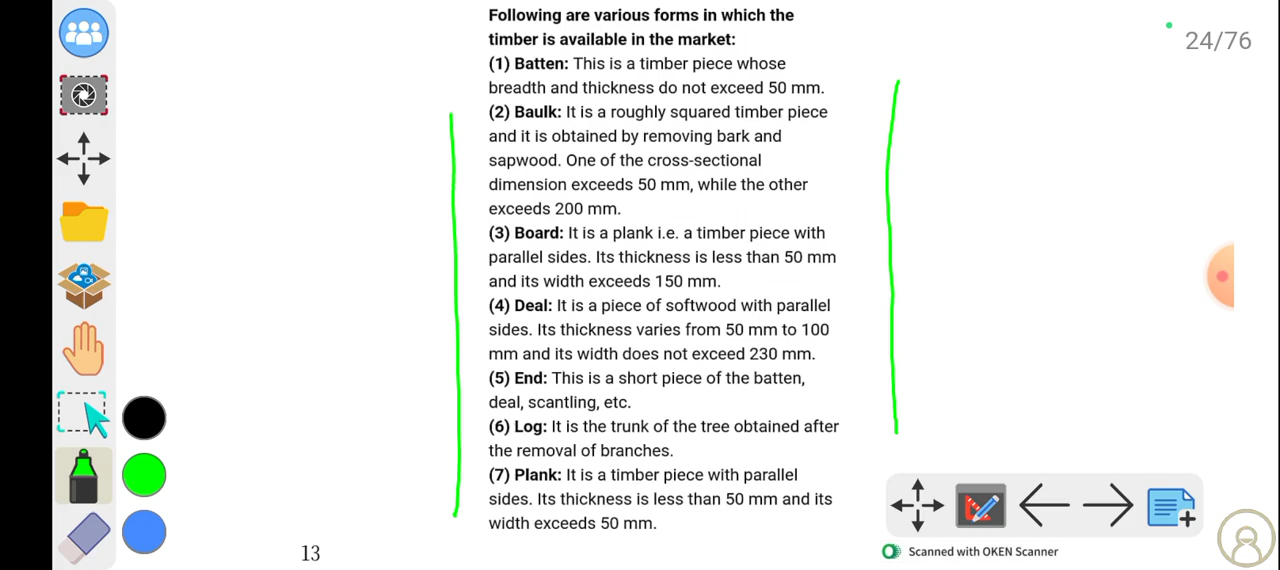 Following are various forms in which the
timber is available in the market:
(1) Batten: This is a timber piece whose
breadth and thickness do not exceed 50 mm.
(2) Baulk: It is a roughly squared timber piece
and it is obtained by removing bark and
sapwood. One of the cross-sectional
dimension exceeds 50 mm, while the other
exceeds 200 mm.
(3) Board: It is a plank i.e. a timber piece with
parallel sides. Its thickness is less than 50 mm
and its width exceeds 150 mm.
(4) Deal: It is a piece of softwood with parallel
sides. Its thickness varies from 50 mm to 100
mm and its width does not exceed 230 mm.
(5) End: This is a short piece of the batten,
deal, scantling, etc.
(6) Log: It is the trunk of the tree obtained after
the removal of branches.
(7) Plank: It is a timber piece with parallel
sides. Its thickness is less than 50 mm and its
width exceeds 50 mm.
24/76
13
Scanned with OKEN Scanner